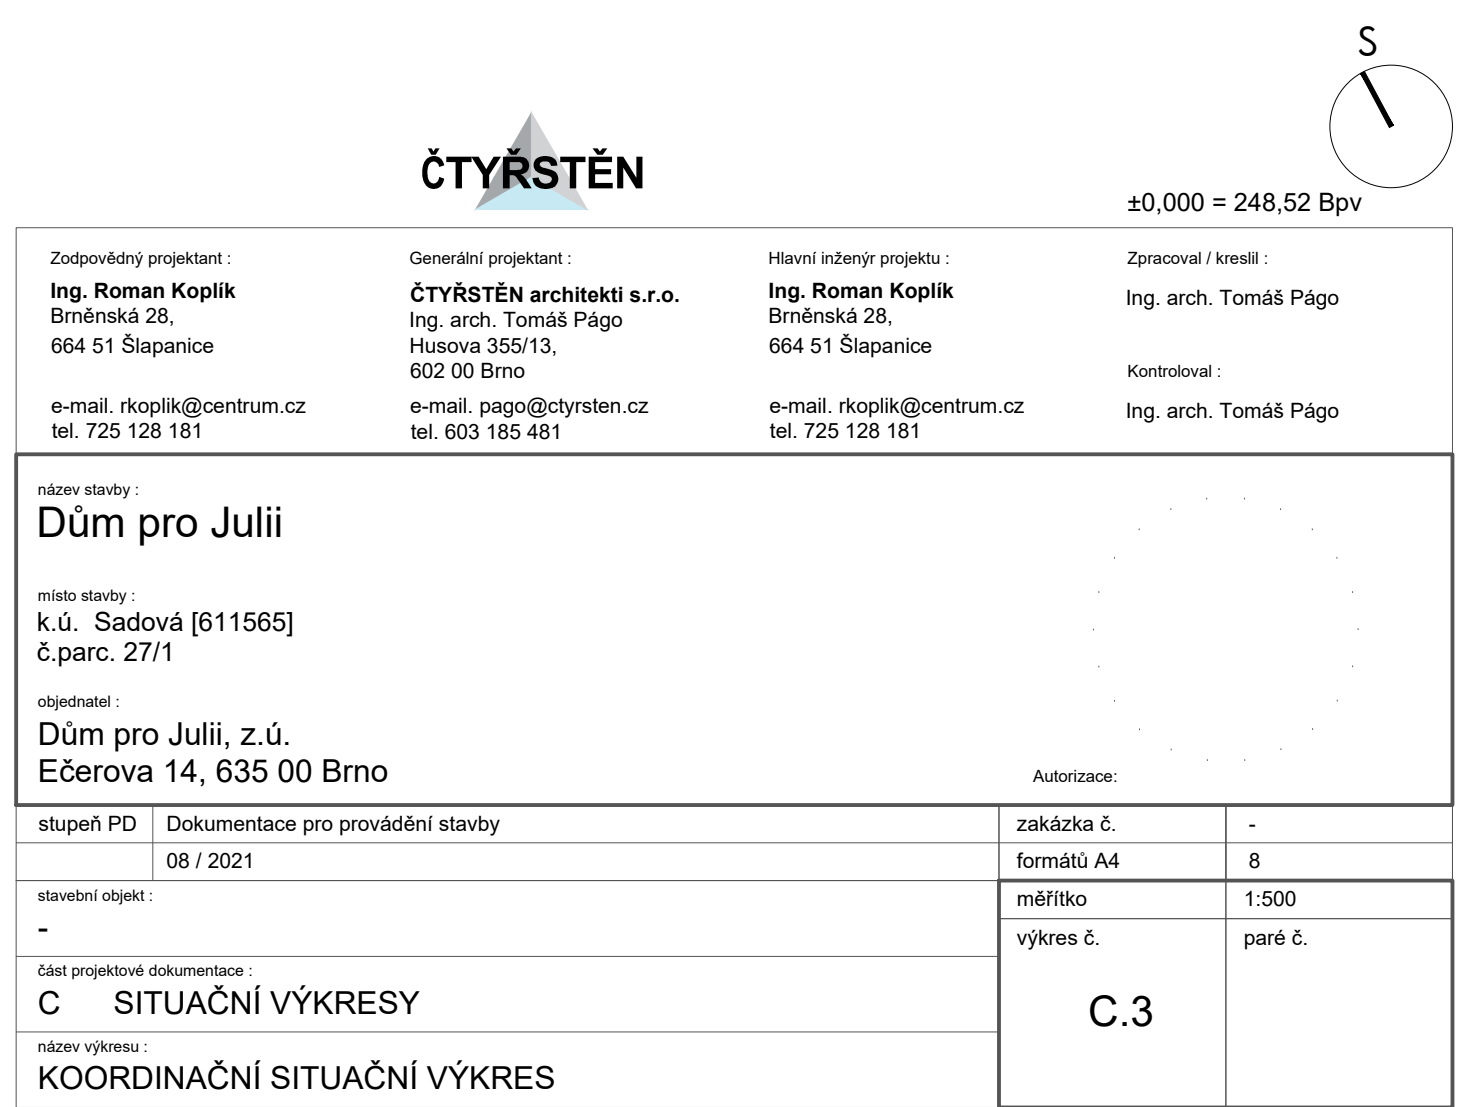 S
ČTYŘSTĚN
±0,000 = 248,52 Bpv
Zodpovědný projektant :
Ing. Roman Koplík
Brněnská 28,
664 51 Šlapanice
e-mail. rkoplik@centrum.cz
tel. 725 128 181
Generální projektant :
ČTYŘSTĚN architekti s.r.o.
Ing. arch. Tomáš Págo
Husova 355/13,
602 00 Brno
e-mail. pago@ctyrsten.cz
tel. 603 185 481
Hlavní inženýr projektu :
Ing. Roman Koplík
Brněnská 28,
664 51 Šlapanice
e-mail. rkoplik@centrum.cz
tel. 725 128 181
Zpracoval / kreslil :
Ing. arch. Tomáš Págo
Kontroloval :
Ing. arch. Tomáš Págo
název stavby :
Dům pro Julii
místo stavby :
k.ú. Sadová [611565]
č.parc. 27/1
objednatel :
Dům pro Julii, z.ú.
Ečerova 14, 635 00 Brno
Autorizace:
stupeň PD Dokumentace pro provádění stavby
08 / 2021
zakázka č. -
formátů A4 8
stavební objekt :
-
část projektové dokumentace :
C SITUAČNÍ VÝKRESY
název výkresu :
KOORDINAČNÍ SITUAČNÍ VÝKRES
měřítko 1:500
výkres č. paré č.
C.3